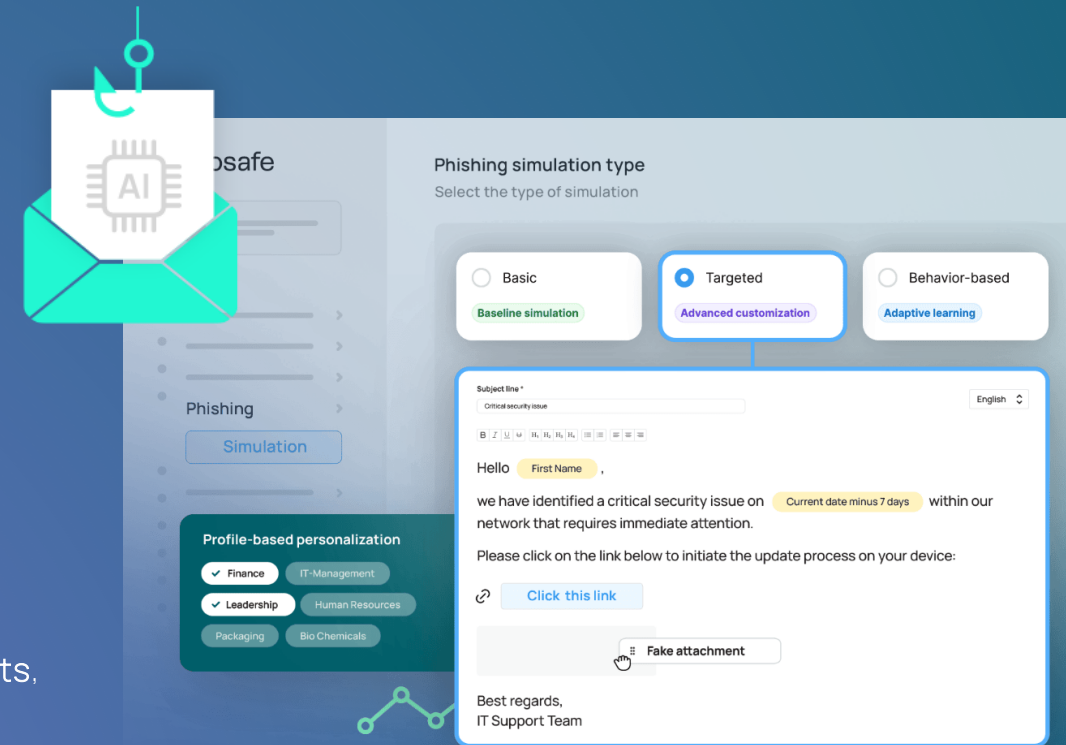 AI
osafe
Phishing simulation type
Select the type of simulation
Basic
Baseline simulation
Targeted
Advanced customization
Behavior-based
Adaptive learning
Phishing
Simulation
Profile-based personalization
Finance
IT-Management
Leadership
Human Resources
Packaging
Bio Chemicals
ts,
Subject line *
Critical security issue
English
B I U H₁ H₂ H₃ H₄
Hello First Name ,
we have identified a critical security issue on Current date minus 7 days within our
network that requires immediate attention.
Please click on the link below to initiate the update process on your device:
Click this link
Fake attachment
Best regards,
IT Support Team